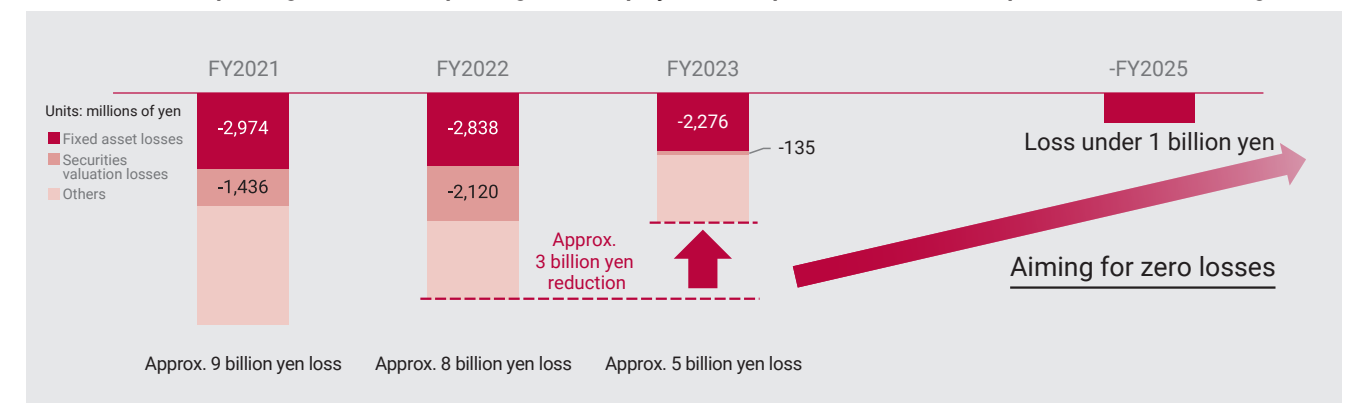 FY2021
FY2022
FY2023
-FY2025
Units: millions of yen
Fixed asset losses
Securities
valuation losses
Others
-2,974
-1,436
-2,838
-2,120
-2,276
-135
Approx.
3 billion yen
reduction
Loss under 1 billion yen
Aiming for zero losses
Approx. 9 billion yen loss
Approx. 8 billion yen loss
Approx. 5 billion yen loss